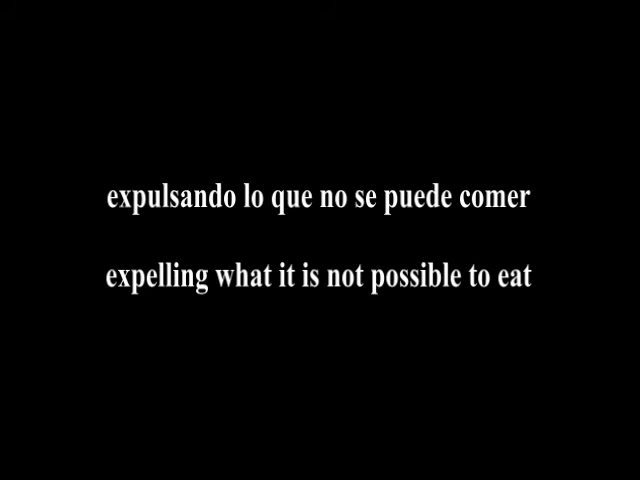 expulsando lo que no se puede comer
expelling what it is not possible to eat